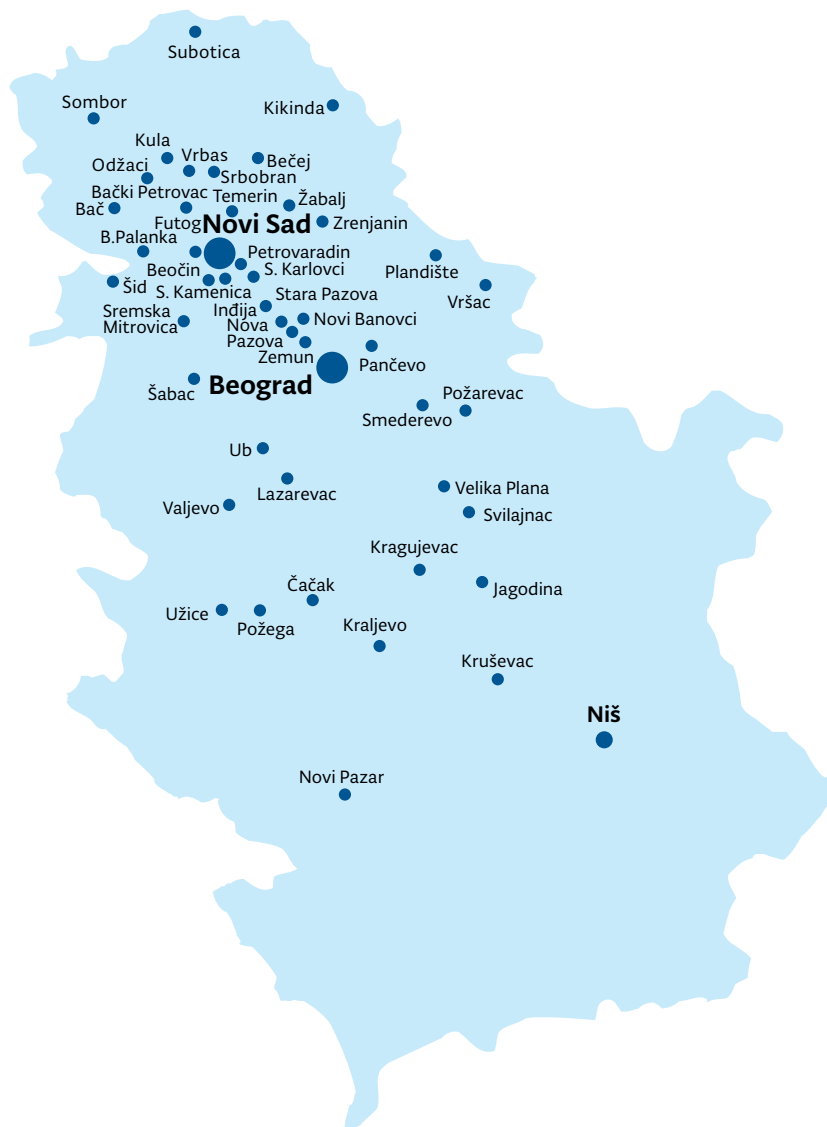 Subotica
Sombor
Kikinda
Kula
Vrbas
Bečej
Odžaci
Srbobran
Bački Petrovac
Temerin
Žabalj
Bač
Futog
Novi Sad
Zrenjanin
B.Palanka
Petrovaradin
Beočin
S. Karlovci
Plandište
Šid
S. Kamenica
Stara Pazova
Vršac
Sremska
Mitrovica
Inđija
Nova
Pazova
Novi Banovci
Zemun
Pančevo
Beograd
Šabac
Požarevac
Smederevo
Ub
Lazarevac
Velika Plana
Valjevo
Svilajnac
Kragujevac
Čačak
Jagodina
Užice
Požega
Kraljevo
Kruševac
Niš
Novi Pazar